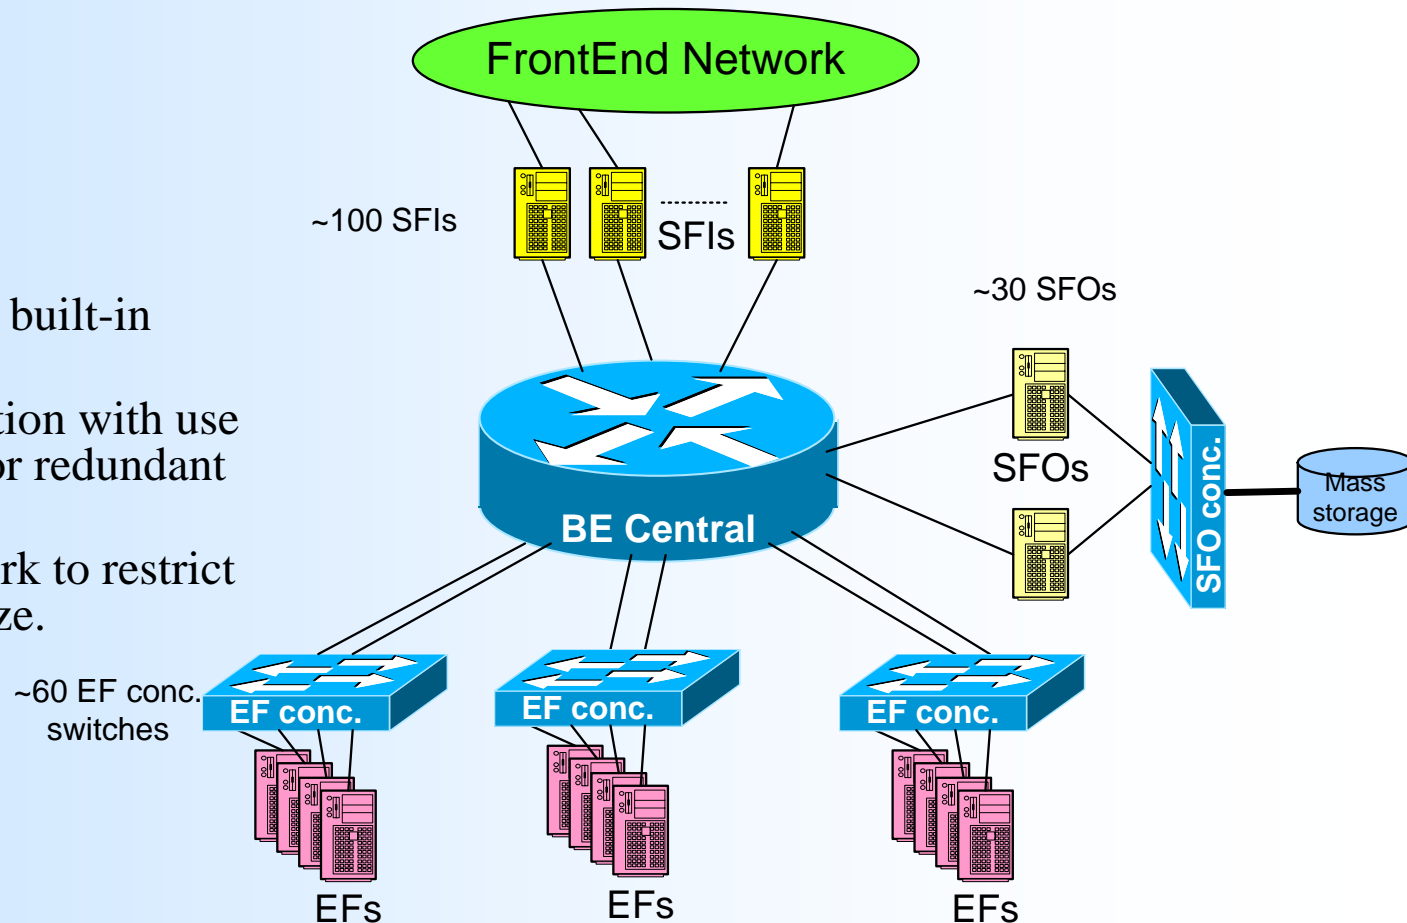 FrontEnd Network
~100 SFIs
SFIs
~30 SFOs
built-in
tion with use
or redundant
SFOs
SFO conc.
Mass
storage
BE Central
rk to restrict
ze.
~60 EF conc.
switches
EF conc.
EF conc.
EF conc.
EFs
EFs
EFs